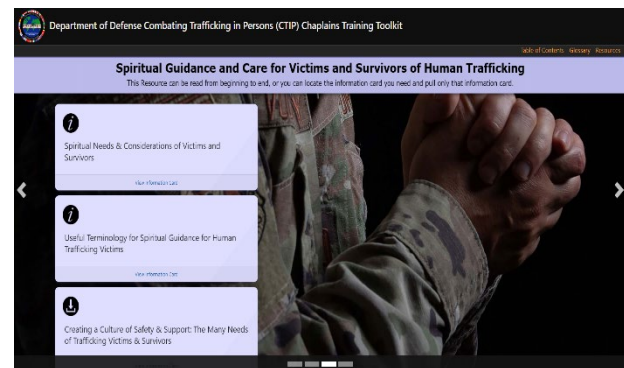 Department of Defense Combating Trafficking in Persons (CTIP) Chaplains Training Toolkit
Table of Contents Glossary Resources
Spiritual Guidance and Care for Victims and Survivors of Human Trafficking
This Resource can be read from beginning to end, or you can locate the information card you need and pull only that information card.
Spiritual Needs & Considerations of Victims and
Survivors
View Information Card
Useful Terminology for Spiritual Guidance for Human
Trafficking Victims
View Information Card
Creating a Culture of Safety & Support: The Many Needs
of Trafficking Victims & Survivors